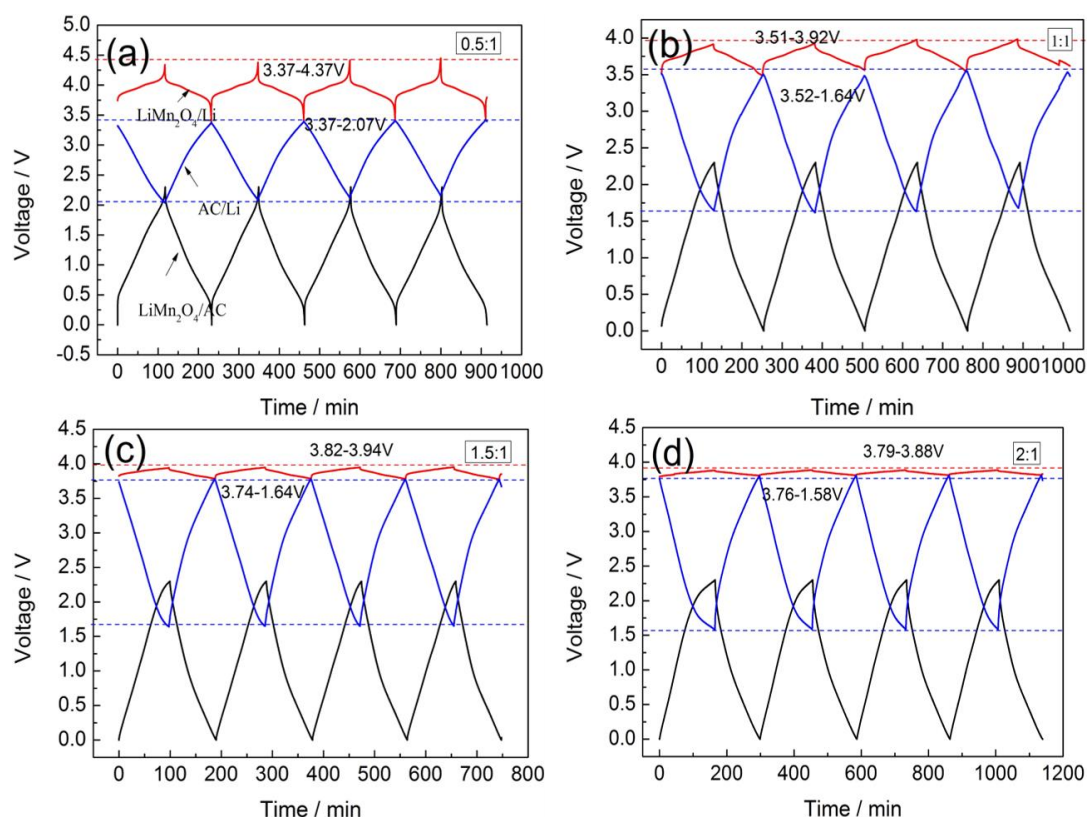 (a)
0.5:1
5.0
4.5
4.0
3.5
3.0
2.5
2.0
1.5
1.0
0.5
0.0
-0.5
Voltage / V
3.37-4.37V
LiMn₂O₄/Li
3.37-2.07V
AC/Li
LiMn₂O₄/AC
0 100 200 300 400 500 600 700 800 900 1000
Time / min
(b)
1:1
4.0
3.5
3.0
2.5
2.0
1.5
1.0
0.5
0.0
Voltage / V
3.51-3.92V
3.52-1.64V
0 100 200 300 400 500 600 700 800 900 1000
Time / min
(c)
1.5:1
4.5
4.0
3.5
3.0
2.5
2.0
1.5
1.0
0.5
0.0
Voltage / V
3.82-3.94V
3.74-1.64V
0 100 200 300 400 500 600 700 800
Time / min
(d)
2:1
4.5
4.0
3.5
3.0
2.5
2.0
1.5
1.0
0.5
0.0
Voltage / V
3.79-3.88V
3.76-1.58V
0 200 400 600 800 1000 1200
Time / min